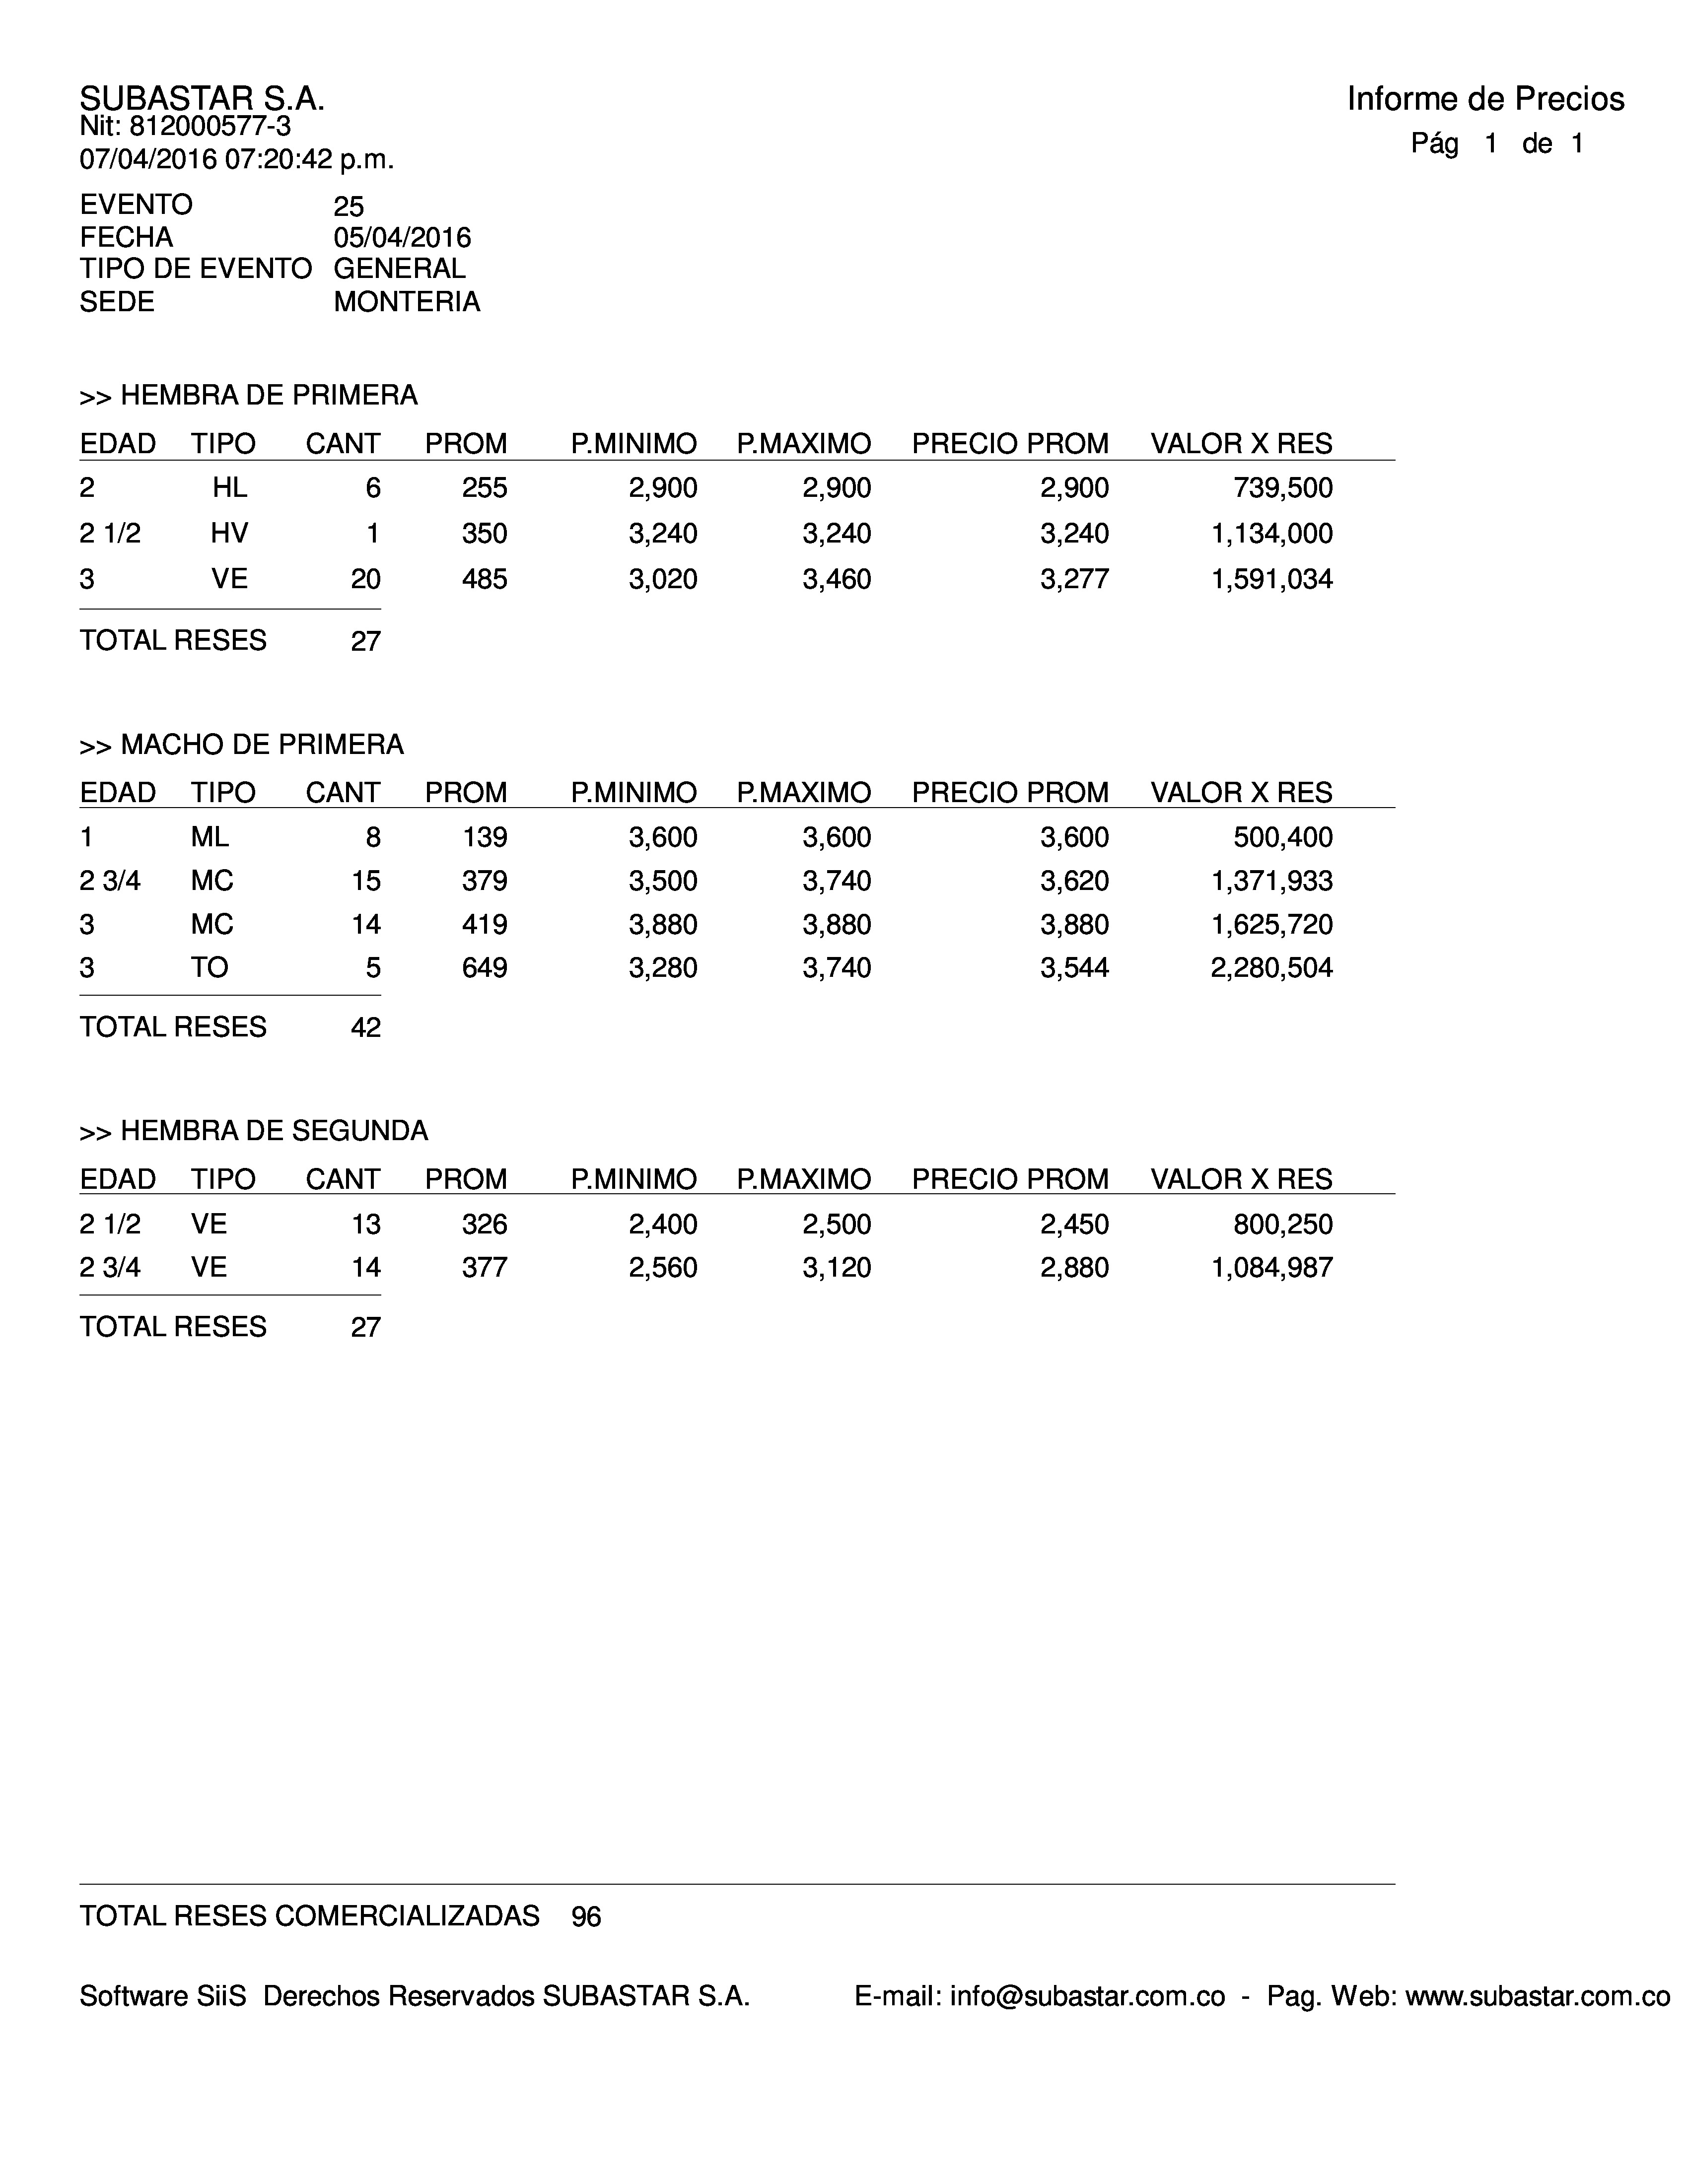 SUBASTAR S.A.
Informe de Precios
Nit: 812000577-3
Pág 1 de 1
07/04/2016 07:20:42 p.m.
EVENTO 25
FECHA 05/04/2016
TIPO DE EVENTO GENERAL
SEDE MONTERIA
>> HEMBRA DE PRIMERA
EDAD TIPO CANT PROM P.MINIMO P.MAXIMO PRECIO PROM VALOR X RES
2 HL 6 255 2,900 2,900 2,900 739,500
2 1/2 HV 1 350 3,240 3,240 3,240 1,134,000
3 VE 20 485 3,020 3,460 3,277 1,591,034
TOTAL RESES 27
>> MACHO DE PRIMERA
EDAD TIPO CANT PROM P.MINIMO P.MAXIMO PRECIO PROM VALOR X RES
1 ML 8 139 3,600 3,600 3,600 500,400
2 3/4 MC 15 379 3,500 3,740 3,620 1,371,933
3 MC 14 419 3,880 3,880 3,880 1,625,720
3 TO 5 649 3,280 3,740 3,544 2,280,504
TOTAL RESES 42
>> HEMBRA DE SEGUNDA
EDAD TIPO CANT PROM P.MINIMO P.MAXIMO PRECIO PROM VALOR X RES
2 1/2 VE 13 326 2,400 2,500 2,450 800,250
2 3/4 VE 14 377 2,560 3,120 2,880 1,084,987
TOTAL RESES 27
TOTAL RESES COMERCIALIZADAS 96
Software SiiS Derechos Reservados SUBASTAR S.A. E-mail: info@subastar.com.co - Pag. Web: www.subastar.com.co